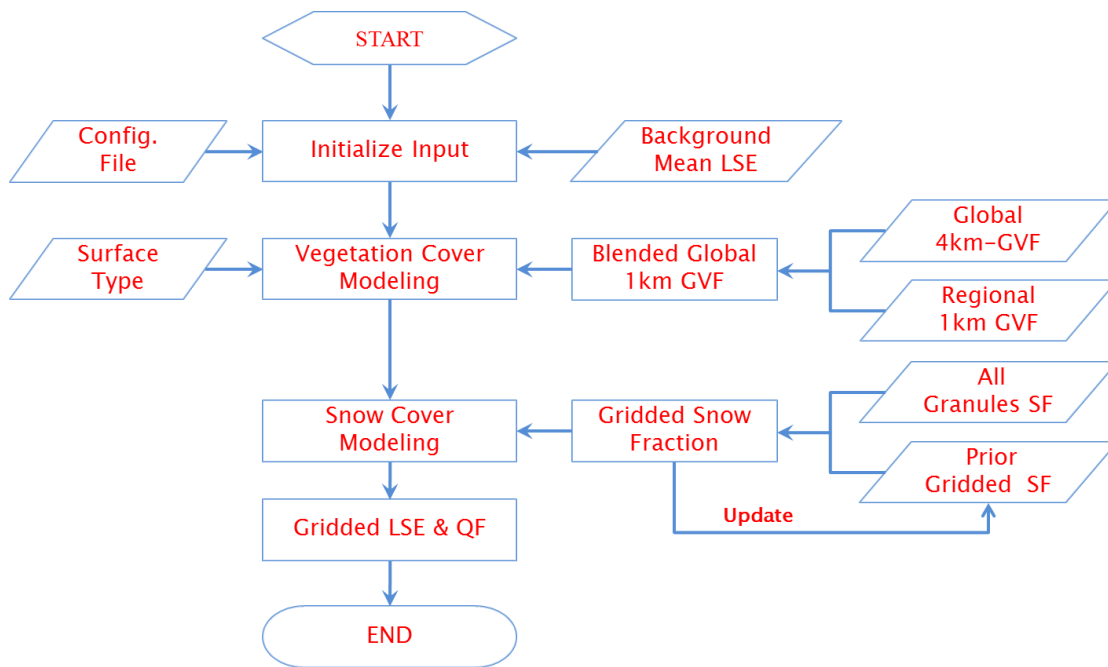 START
Config.
File
Initialize Input
Background
Mean LSE
Surface
Type
Vegetation Cover
Modeling
Blended Global
1km GVF
Global
4km-GVF
Regional
1km GVF
Snow Cover
Modeling
Gridded Snow
Fraction
All
Granules SF
Prior
Gridded SF
Update
Gridded LSE & QF
END